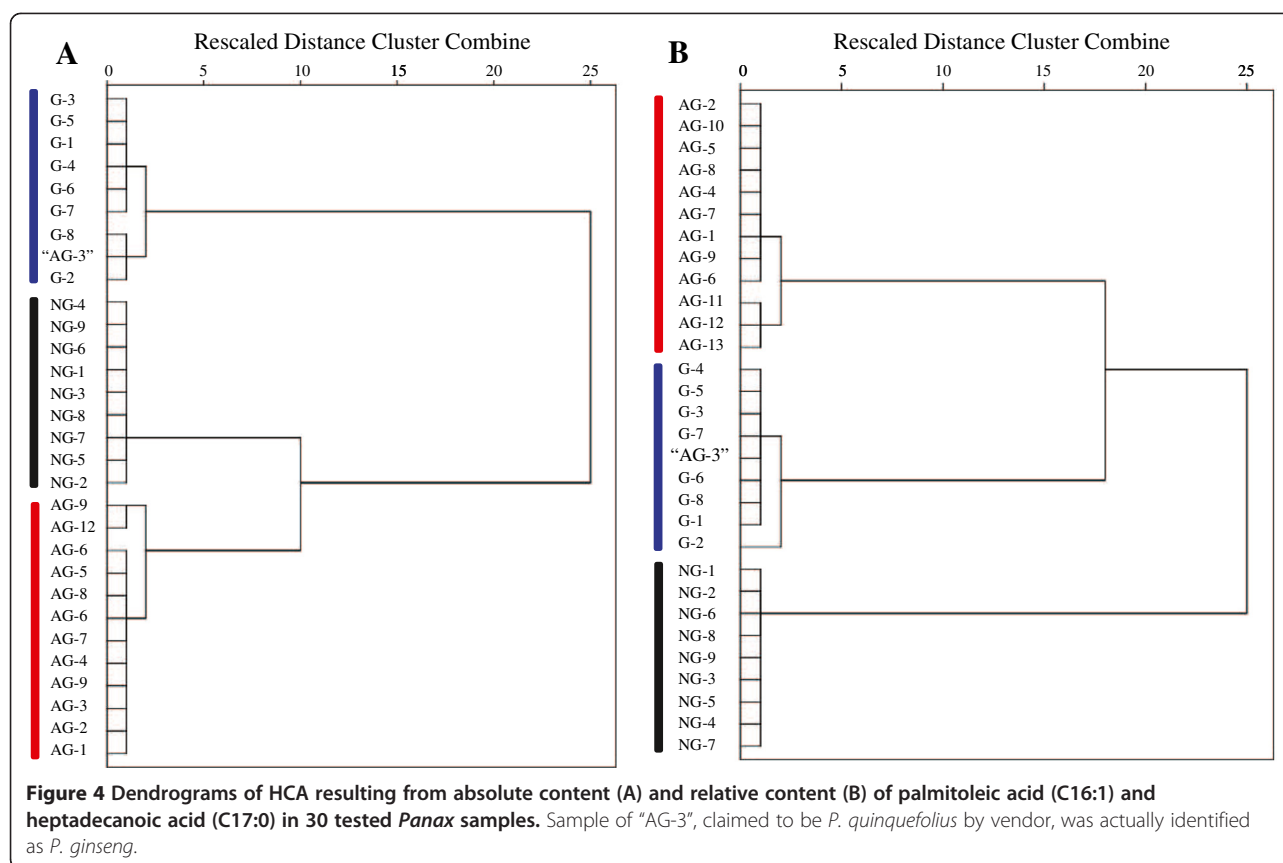 A
Rescaled Distance Cluster Combine
0 5 10 15 20 25
G-3
G-5
G-1
G-4
G-6
G-7
G-8
“AG-3”
G-2
NG-4
NG-9
NG-6
NG-1
NG-3
NG-8
NG-7
NG-5
NG-2
AG-9
AG-12
AG-6
AG-5
AG-8
AG-6
AG-7
AG-4
AG-9
AG-3
AG-2
AG-1
B
Rescaled Distance Cluster Combine
0 5 10 15 20 25
AG-2
AG-10
AG-5
AG-8
AG-4
AG-7
AG-1
AG-9
AG-6
AG-11
AG-12
AG-13
G-4
G-5
G-3
G-7
“AG-3”
G-6
G-8
G-1
G-2
NG-1
NG-2
NG-6
NG-8
NG-9
NG-3
NG-5
NG-4
NG-7
Figure 4 Dendrograms of HCA resulting from absolute content (A) and relative content (B) of palmitoleic acid (C16:1) and
heptadecanoic acid (C17:0) in 30 tested Panax samples. Sample of “AG-3”, claimed to be P. quinquefolius by vendor, was actually identified
as P. ginseng.